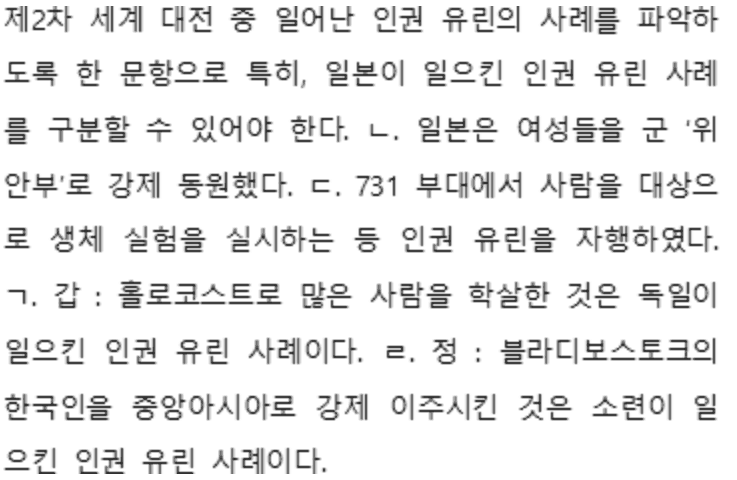 제2차 세계 대전 중 일어난 인권 유린의 사례를 파악하
도록 한 문항으로 특히, 일본이 일으킨 인권 유린 사례
를 구분할 수 있어야 한다. ㄴ. 일본은 여성들을 군 '위
안부'로 강제 동원했다. ㄷ. 731 부대에서 사람을 대상으
로 생체 실험을 실시하는 등 인권 유린을 자행하였다.
ㄱ. 갑 : 홀로코스트로 많은 사람을 학살한 것은 독일이
일으킨 인권 유린 사례이다. ㄹ. 정 : 블라디보스토크의
한국인을 중앙아시아로 강제 이주시킨 것은 소련이 일
으킨 인권 유린 사례이다.